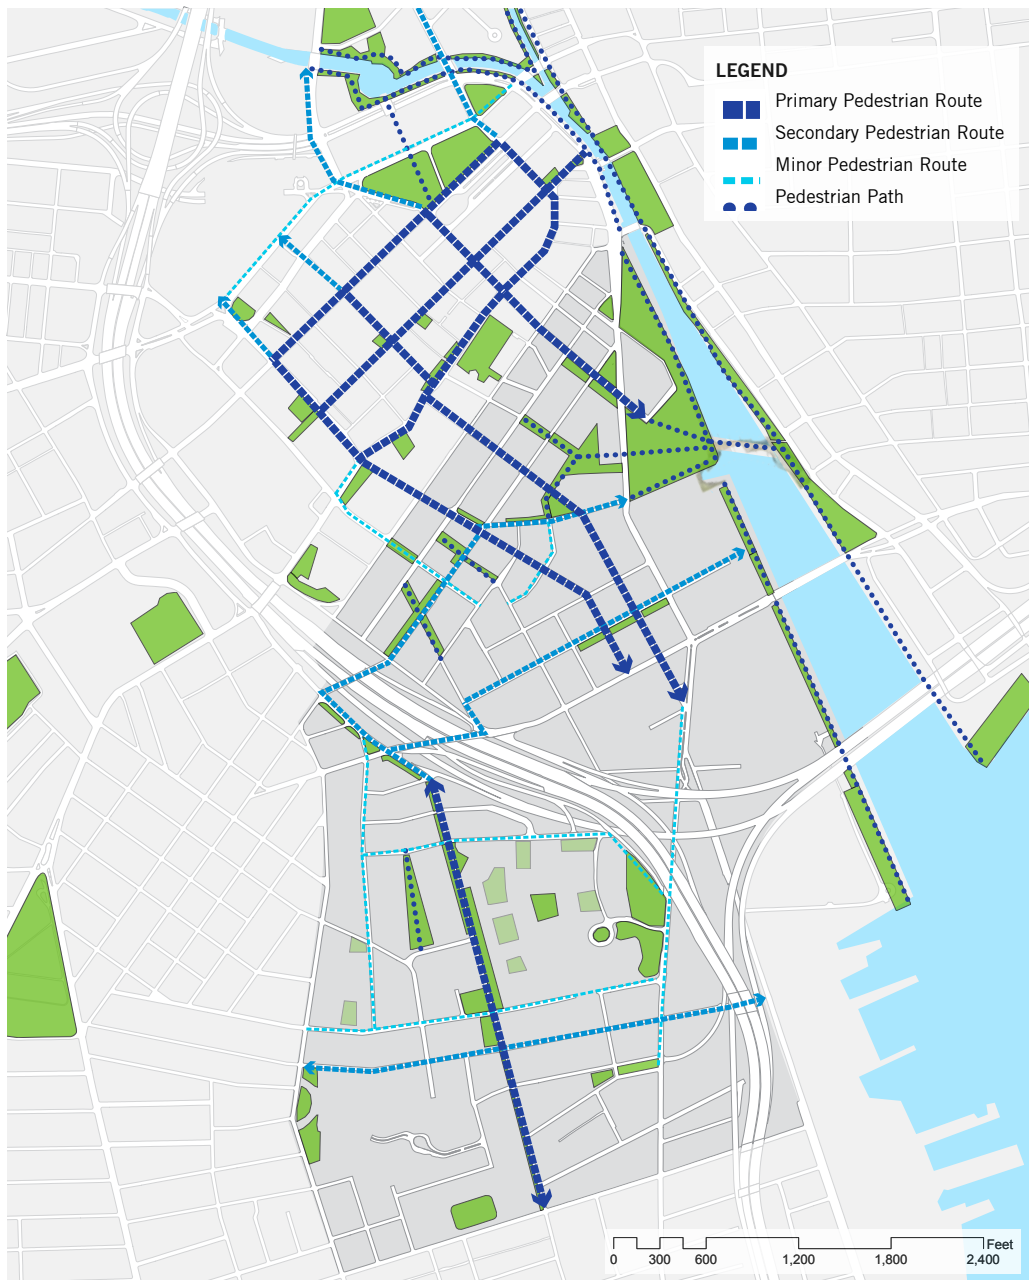 LEGEND
Primary Pedestrian Route
Secondary Pedestrian Route
Minor Pedestrian Route
Pedestrian Path
Feet
0 300 600 1,200 1,800 2,400